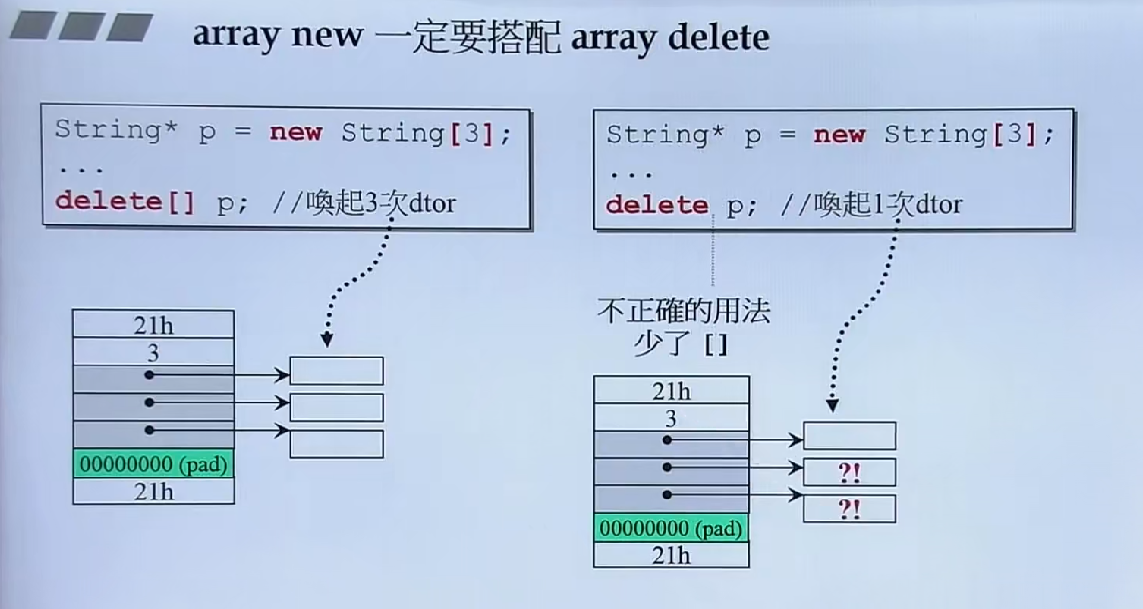 array new 一定要搭配 array delete
String* p = new String[3];
...
delete[] p; //喚起3次dtor
21h
3
00000000 (pad)
21h
String* p = new String[3];
...
delete p; //喚起1次dtor
不正確的用法
少了 []
21h
3
?!
?!
00000000 (pad)
21h